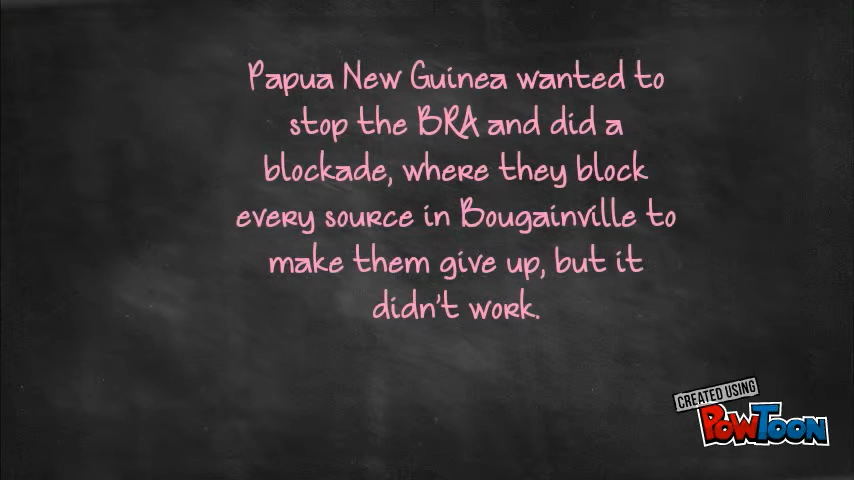 Papua New Guinea wanted to
stop the BRA and did a
blockade, where they block
every source in Bougainville to
make them give up, but it
didn't work.
CREATED USING
POWTOON